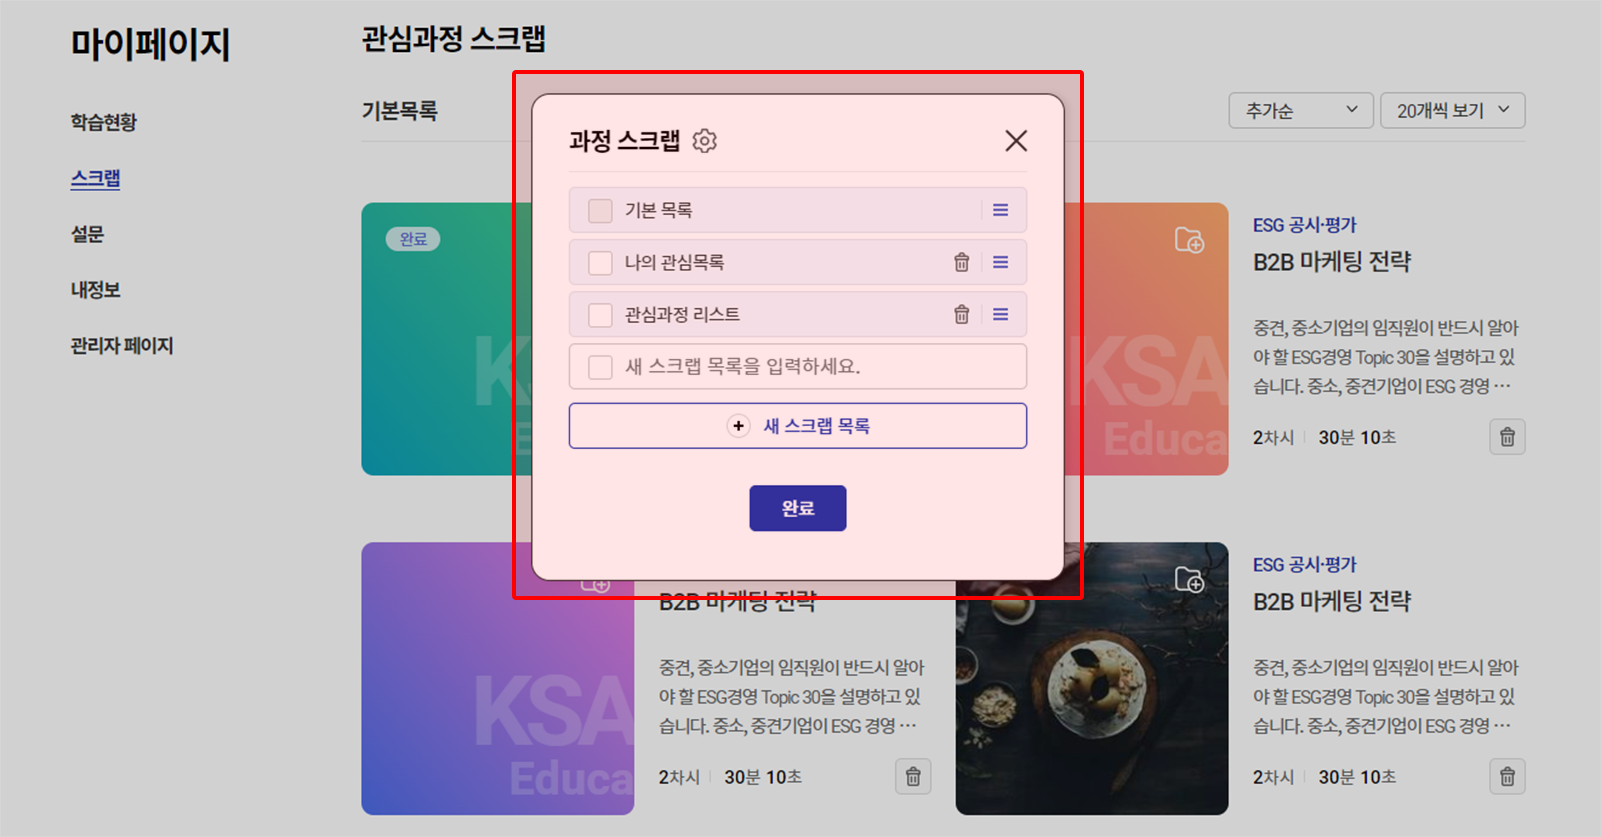 마이페이지
학습현황
스크랩
설문
내정보
관리자 페이지
관심과정 스크랩
기본목록
추가순
20개씩 보기
과정 스크랩
기본 목록
나의 관심목록
관심과정 리스트
새 스크랩 목록을 입력하세요.
새 스크랩 목록
완료
완료
KSA
Educa
ESG 공시·평가
B2B 마케팅 전략
중견, 중소기업의 임직원이 반드시 알아
야 할 ESG경영 Topic 30을 설명하고 있
습니다. 중소, 중견기업이 ESG 경영 ···
2차시
30분 10초
KSA
Educa
B2B 마케팅 전략
중견, 중소기업의 임직원이 반드시 알아
야 할 ESG경영 Topic 30을 설명하고 있
습니다. 중소, 중견기업이 ESG 경영 ···
2차시
30분 10초
ESG 공시·평가
B2B 마케팅 전략
중견, 중소기업의 임직원이 반드시 알아
야 할 ESG경영 Topic 30을 설명하고 있
습니다. 중소, 중견기업이 ESG 경영 ···
2차시
30분 10초